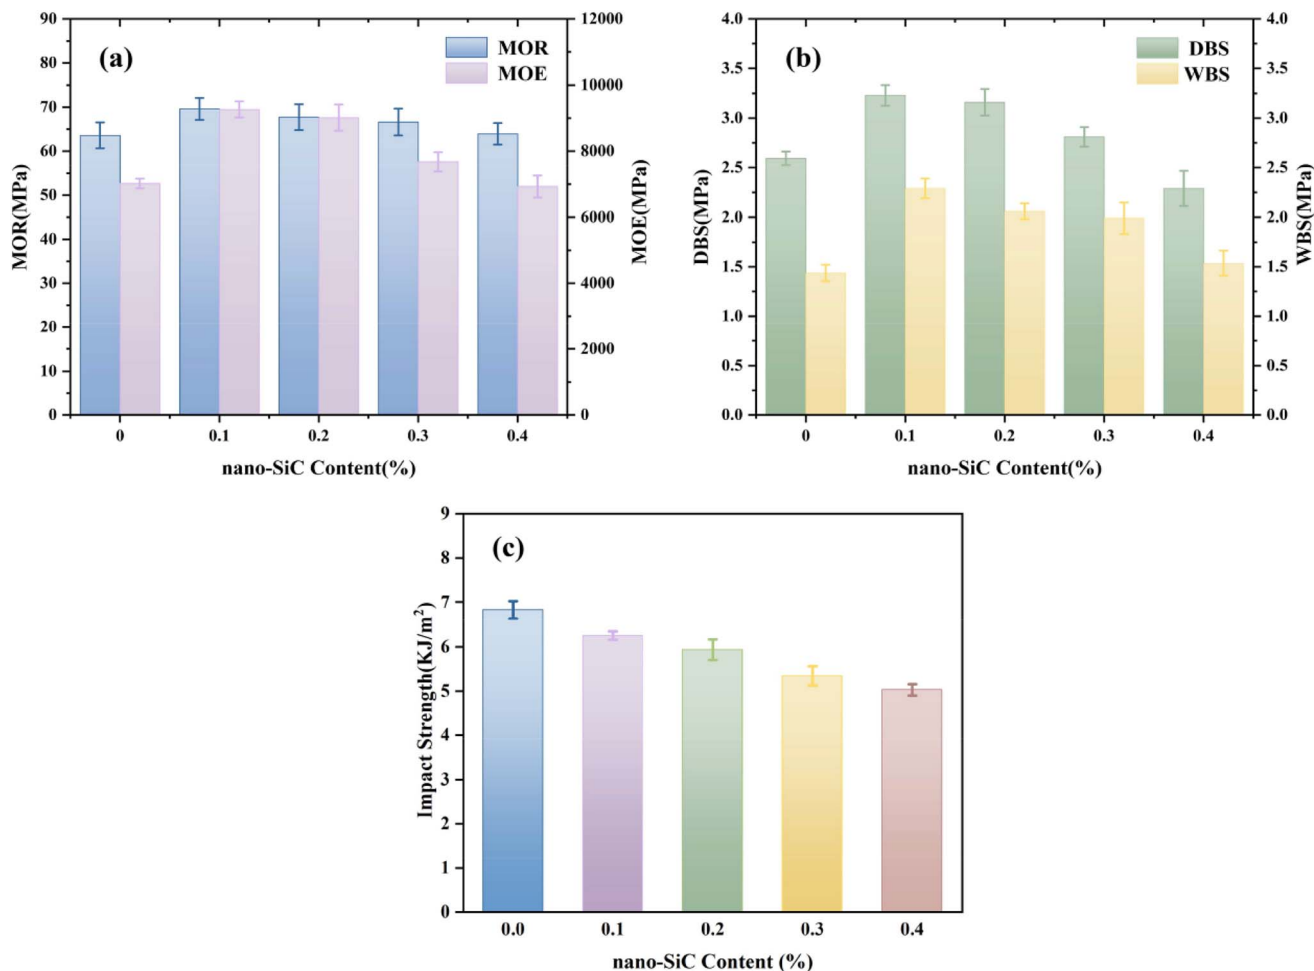 (a)
MOR
MOE
90
80
70
60
50
40
30
20
10
0
MOR(MPa)
12000
10000
8000
6000
4000
2000
0
MOE(MPa)
0 0.1 0.2 0.3 0.4
nano-SiC Content(%)
(b)
DBS
WBS
4.0
3.5
3.0
2.5
2.0
1.5
1.0
0.5
0.0
DBS(MPa)
4.0
3.5
3.0
2.5
2.0
1.5
1.0
0.5
0.0
WBS(MPa)
0 0.1 0.2 0.3 0.4
nano-SiC Content(%)
(c)
9
8
7
6
5
4
3
2
1
0
Impact Strength(KJ/m²)
0.0 0.1 0.2 0.3 0.4
nano-SiC Content (%)